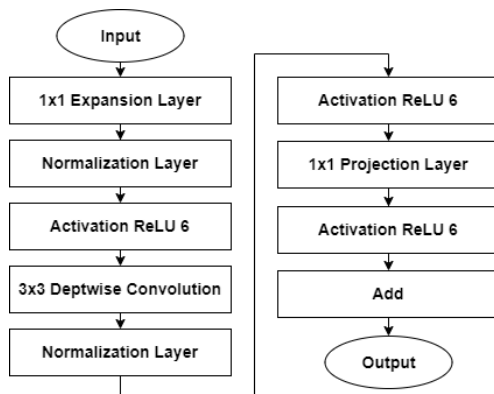 Input
1x1 Expansion Layer
Normalization Layer
Activation ReLU 6
3x3 Deptwise Convolution
Normalization Layer
Activation ReLU 6
1x1 Projection Layer
Activation ReLU 6
Add
Output